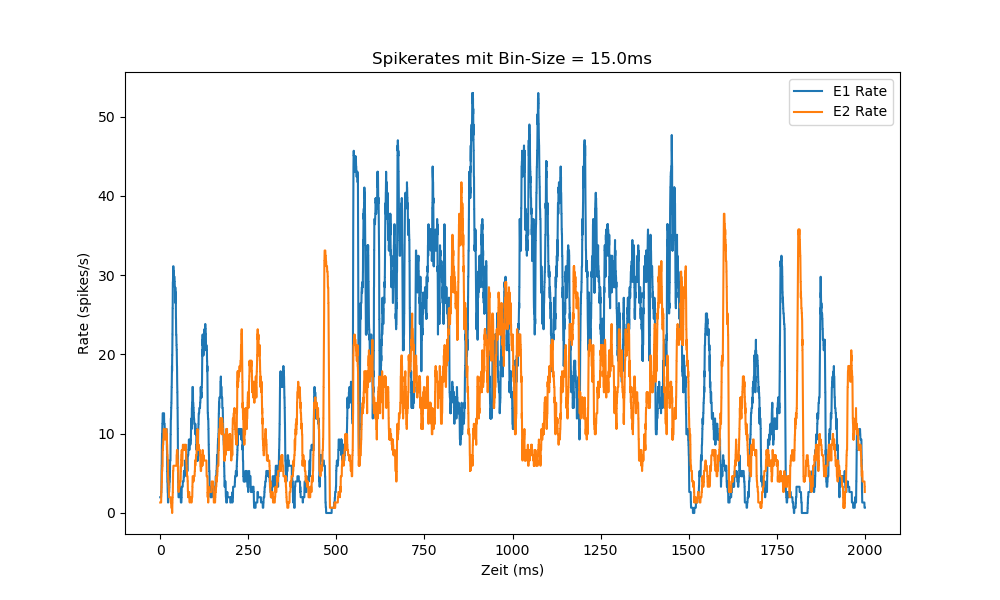 Spikerates mit Bin-Size = 15.0ms
E1 Rate
E2 Rate
Rate (spikes/s)
50
40
30
20
10
0
0 250 500 750 1000 1250 1500 1750 2000
Zeit (ms)